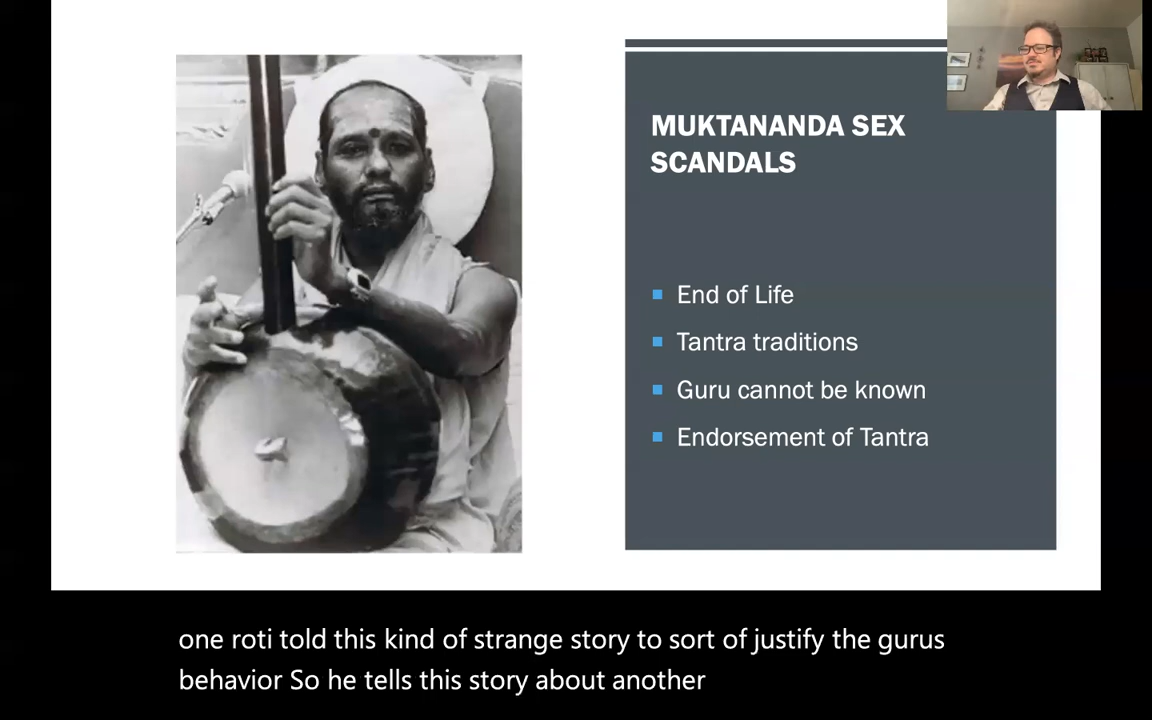 MUKTANANDA SEX
SCANDALS
End of Life
Tantra traditions
Guru cannot be known
Endorsement of Tantra
one roti told this kind of strange story to sort of justify the gurus
behavior So he tells this story about another